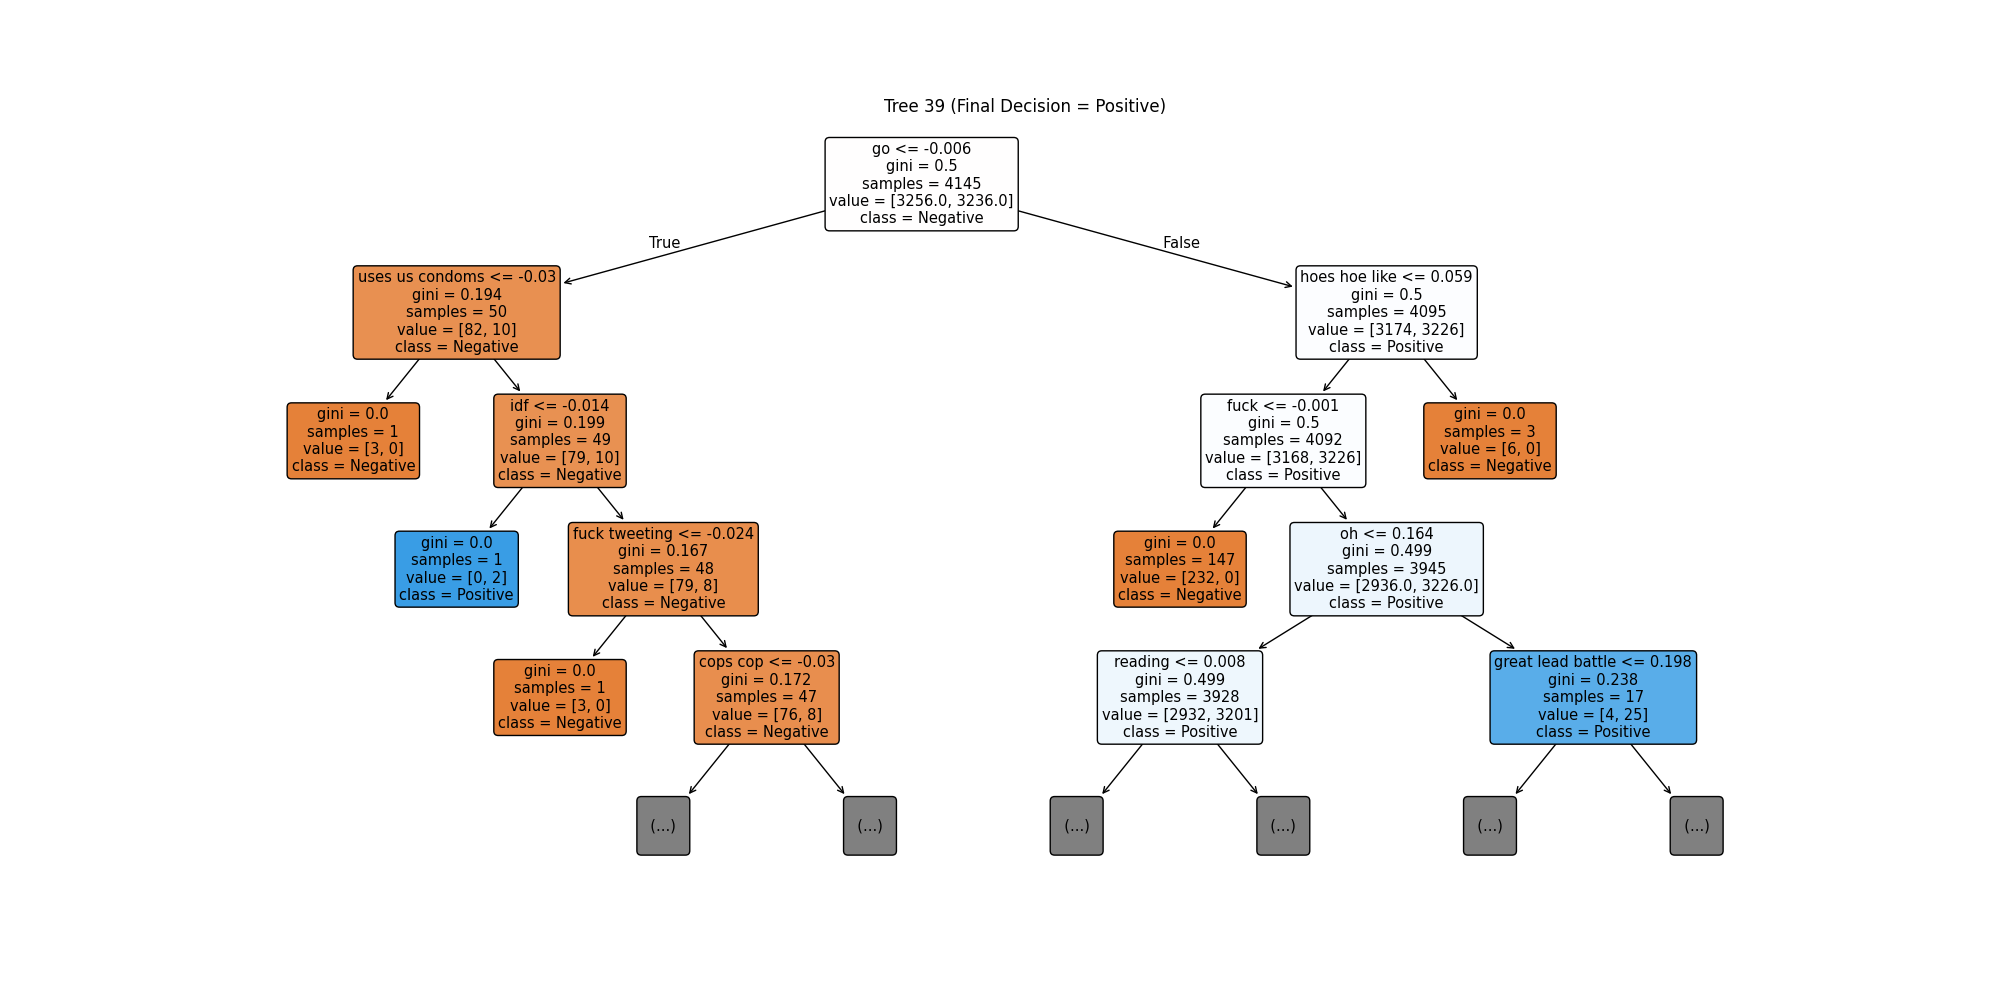 Tree 39 (Final Decision = Positive)
go <= -0.006
gini = 0.5
samples = 4145
value = [3256.0, 3236.0]
class = Negative
True
False
uses us condoms <= -0.03
gini = 0.194
samples = 50
value = [82, 10]
class = Negative
hoes hoe like <= 0.059
gini = 0.5
samples = 4095
value = [3174, 3226]
class = Positive
gini = 0.0
samples = 1
value = [3, 0]
class = Negative
idf <= -0.014
gini = 0.199
samples = 49
value = [79, 10]
class = Negative
fuck <= -0.001
gini = 0.5
samples = 4092
value = [3168, 3226]
class = Positive
gini = 0.0
samples = 3
value = [6, 0]
class = Negative
gini = 0.0
samples = 1
value = [0, 2]
class = Positive
fuck tweeting <= -0.024
gini = 0.167
samples = 48
value = [79, 8]
class = Negative
gini = 0.0
samples = 147
value = [232, 0]
class = Negative
oh <= 0.164
gini = 0.499
samples = 3945
value = [2936.0, 3226.0]
class = Positive
gini = 0.0
samples = 1
value = [3, 0]
class = Negative
cops cop <= -0.03
gini = 0.172
samples = 47
value = [76, 8]
class = Negative
reading <= 0.008
gini = 0.499
samples = 3928
value = [2932, 3201]
class = Positive
great lead battle <= 0.198
gini = 0.238
samples = 17
value = [4, 25]
class = Positive
(...)
(...)
(...)
(...)
(...)
(...)